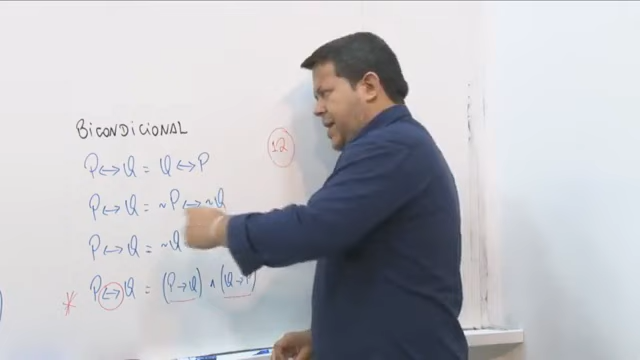 BICONDICIONAL
12
P↔Q = Q↔P
P↔Q = ~P↔~Q
P↔Q = ~Q
* P↔Q = (P→Q) ∧ (Q→P)